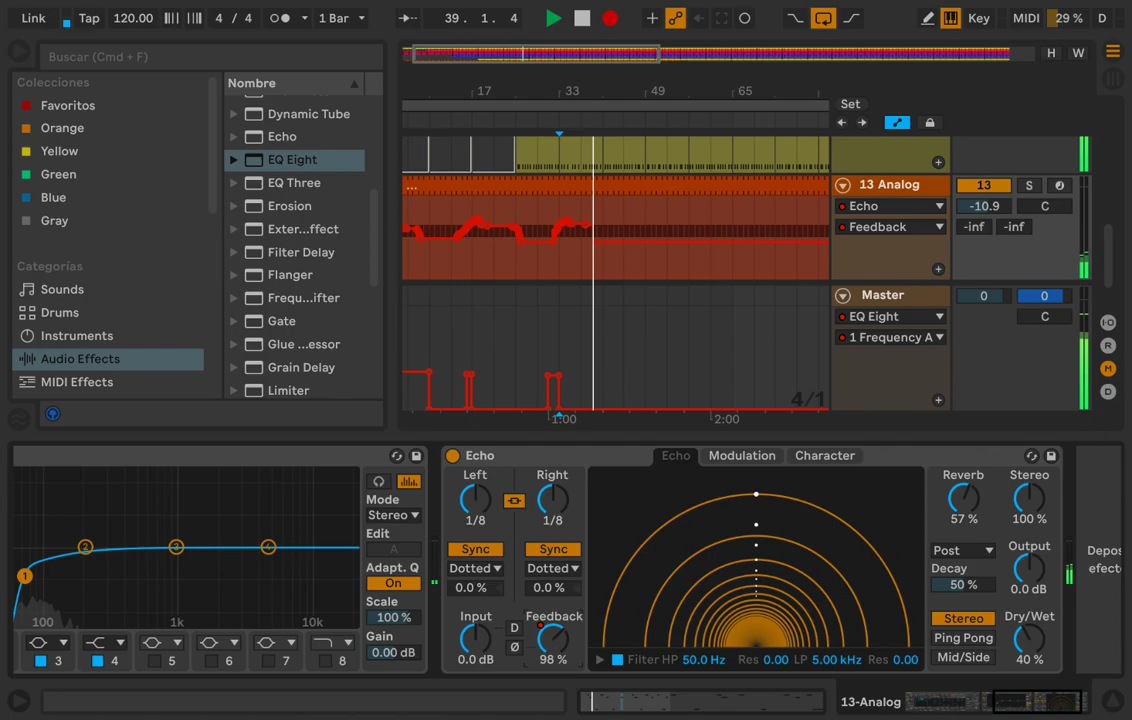 Link Tap 120.00 4 / 4 1 Bar 39. 1. 4 Key MIDI 29 % D
Buscar (Cmd + F)
Colecciones
Favoritos
Orange
Yellow
Green
Blue
Gray
Categorías
Sounds
Drums
Instruments
Audio Effects
MIDI Effects
Nombre
Dynamic Tube
Echo
EQ Eight
EQ Three
Erosion
Exter...ffect
Filter Delay
Flanger
Frequ...ifter
Gate
Glue ...essor
Grain Delay
Limiter
H W
17 33 49 65
Set
...
13 Analog 13 S
Echo -10.9 C
Feedback -inf -inf
Master 0 0
EQ Eight C
1 Frequency A
4/1
1:00 2:00
I·O
R
M
D
1 2 3 4
100 1k 10k
3 4 5 6 7 8
Mode
Stereo
Edit
A
Adapt. Q
On
Scale
100 %
Gain
0.00 dB
Echo
Echo Modulation Character
Left Right
1/8 1/8
Sync Sync
Dotted Dotted
0.0 % 0.0 %
Input Feedback
D
Ø
0.0 dB 98 %
Filter HP 50.0 Hz Res 0.00 LP 5.00 kHz Res 0.00
Reverb Stereo
57 % 100 %
Post Output
Decay
50 % 0.0 dB
Stereo Dry/Wet
Ping Pong
Mid/Side 40 %
13-Analog